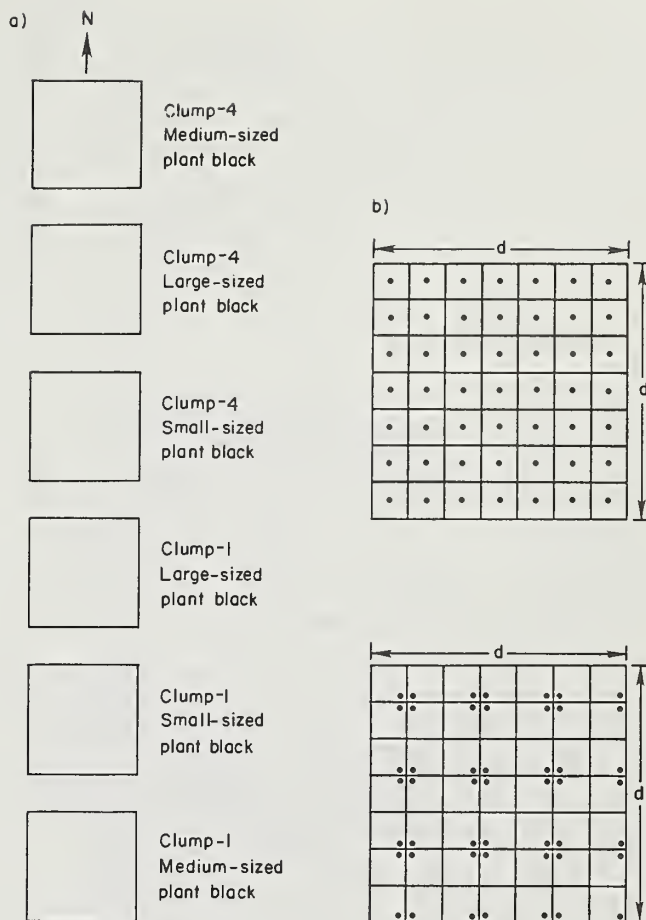 a)
N
Clump-4
Medium-sized
plant black
Clump-4
Large-sized
plant black
Clump-4
Small-sized
plant black
Clump-1
Large-sized
plant black
Clump-1
Small-sized
plant black
Clump-1
Medium-sized
plant black
b)
d
d
d
d